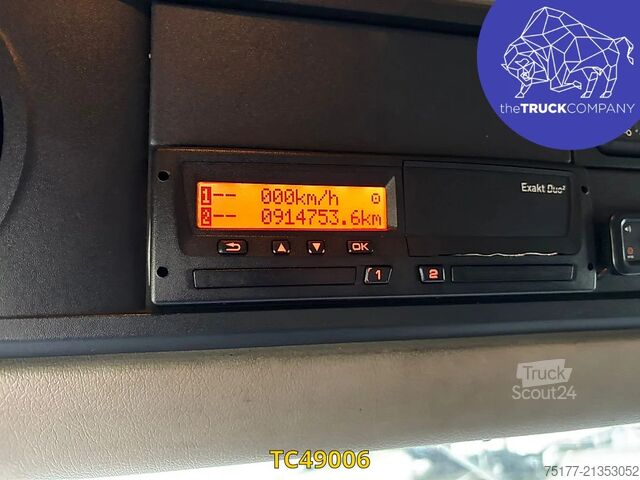 theTRUCKCOMPANY
Exakt Duo²
1-- 000km/h
2-- 0914753.6km
OK
1
2
Truck
Scout24
TC49006
75177-21353052